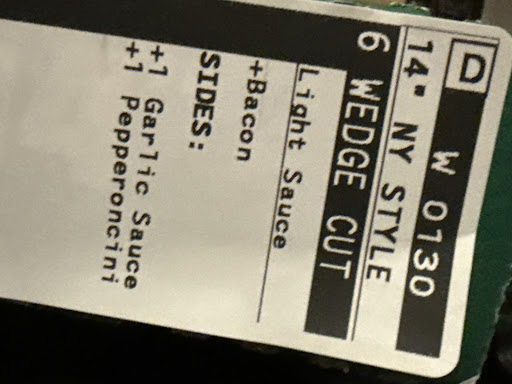 D W 0130
14" NY STYLE
6 WEDGE CUT
Light Sauce
+Bacon
SIDES:
+1 Garlic Sauce
+1 Pepperoncini